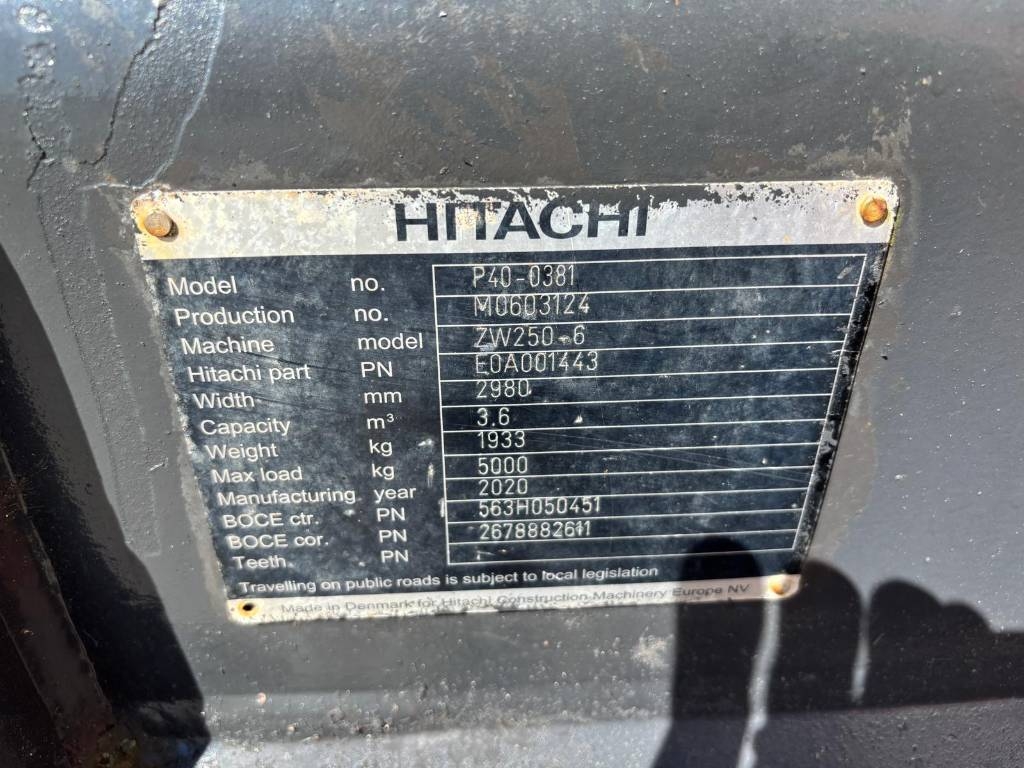 HITACHI
Model no. P40-0381
Production no. M0603124
Machine model ZW250-6
Hitachi part PN E0A001443
Width mm 2980
Capacity m³ 3.6
Weight kg 1933
Max load kg 5000
Manufacturing year 2020
BOCE ctr. PN 563H050451
BOCE cor. PN 2678882611
Teeth. PN
Travelling on public roads is subject to local legislation
Made in Denmark for Hitachi Construction Machinery Europe NV